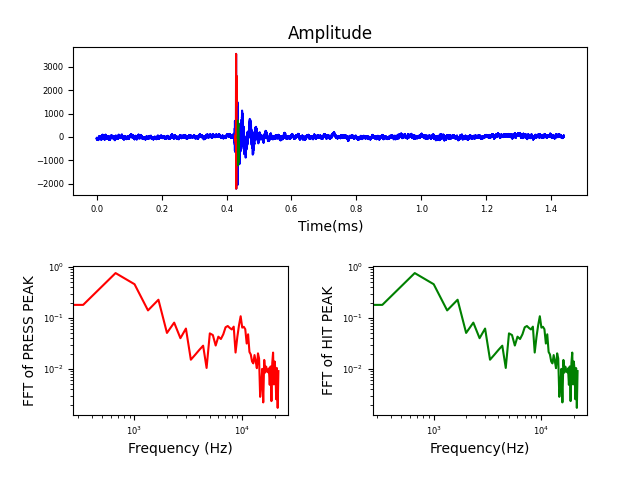 Amplitude
3000
2000
1000
0
−1000
−2000
0.0 0.2 0.4 0.6 0.8 1.0 1.2 1.4
Time(ms)
FFT of PRESS PEAK
10⁰
10⁻¹
10⁻²
10³ 10⁴
Frequency (Hz)
FFT of HIT PEAK
10⁰
10⁻¹
10⁻²
10³ 10⁴
Frequency(Hz)